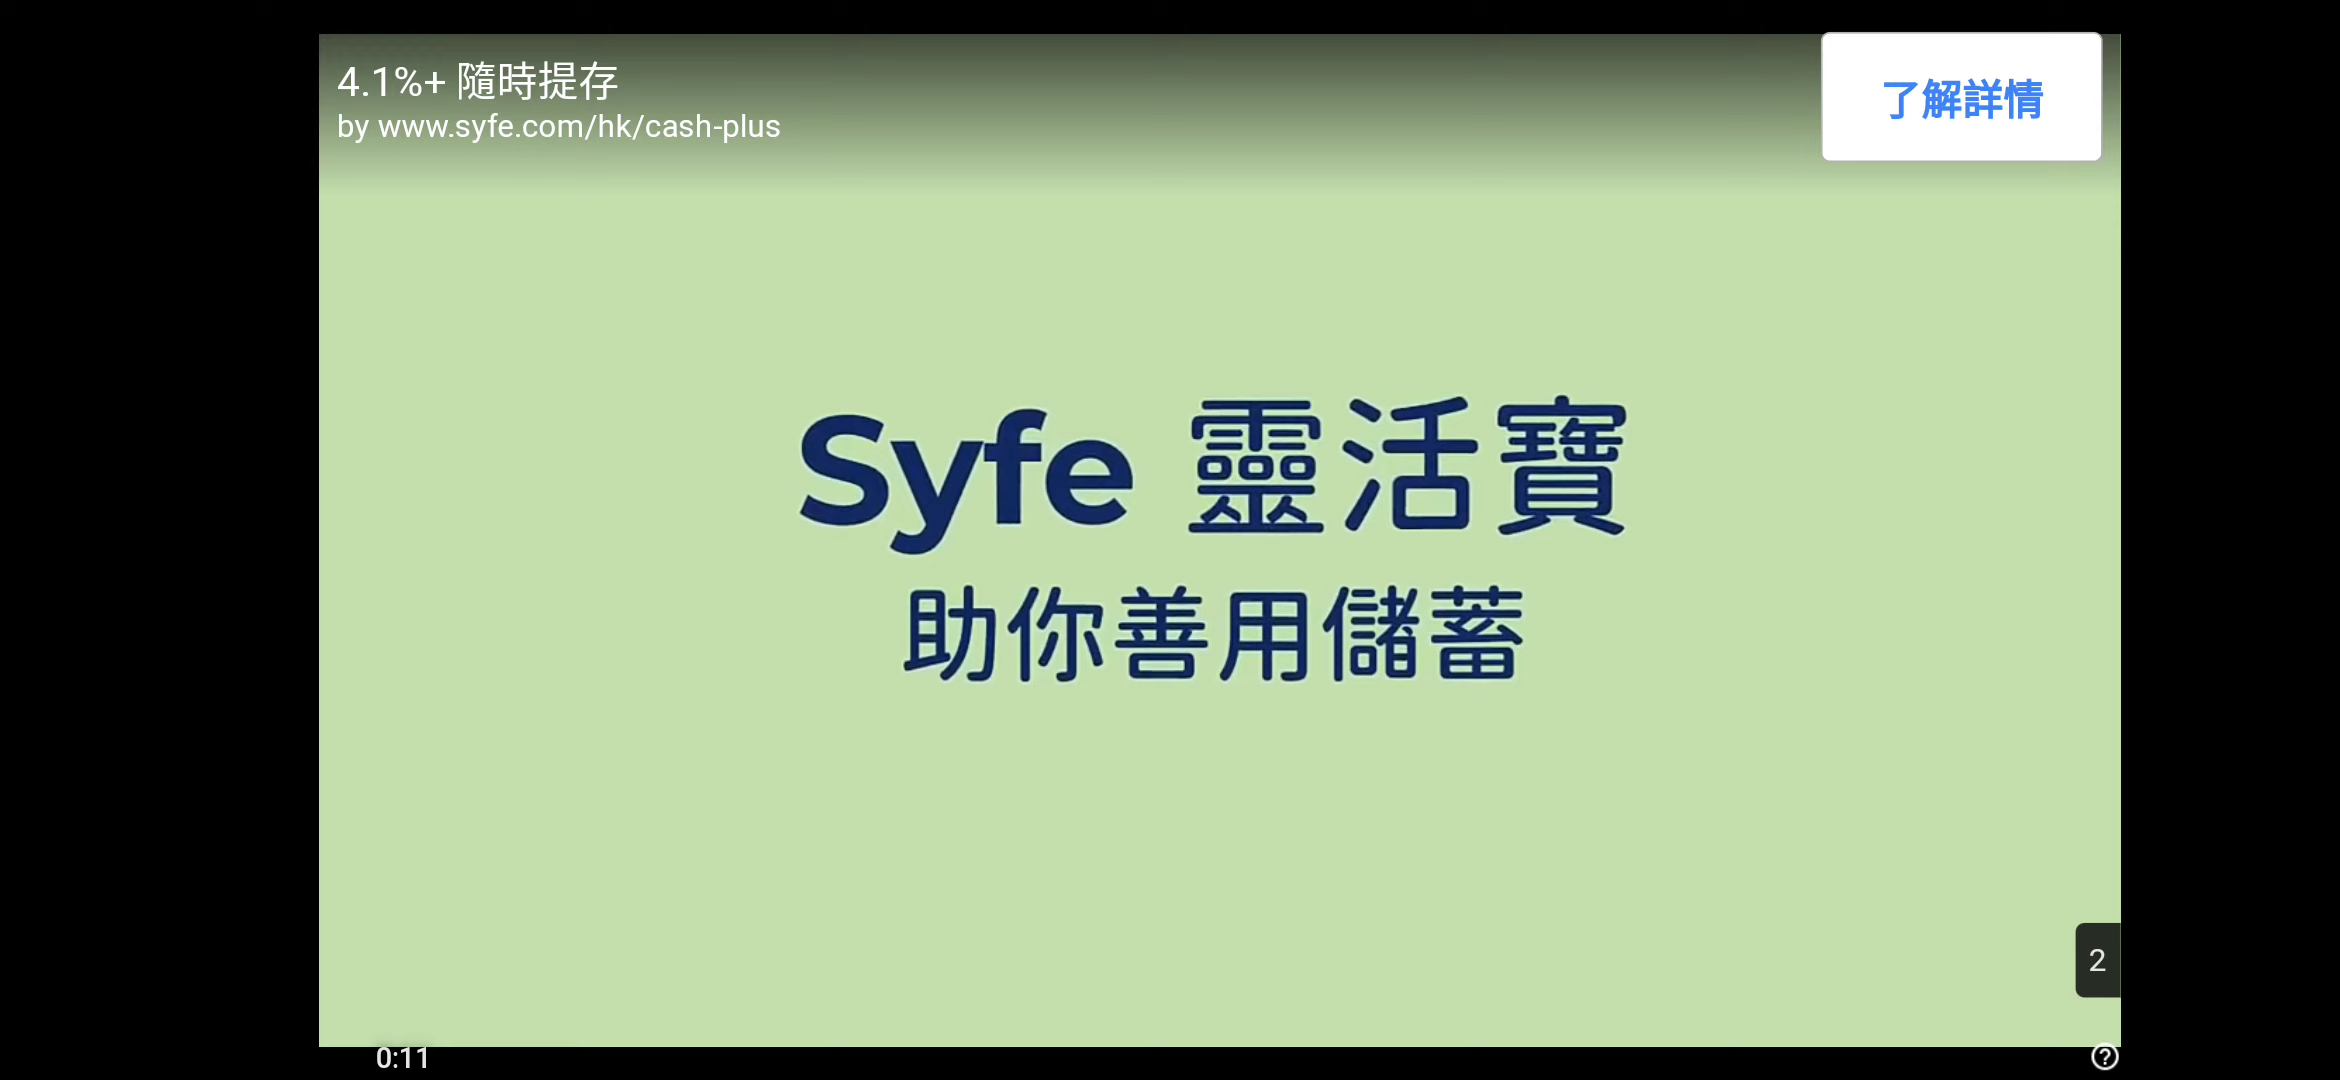 4.1%+ 隨時提存
by www.syfe.com/hk/cash-plus
了解詳情
Syfe 靈活寶
助你善用儲蓄
2
0:11